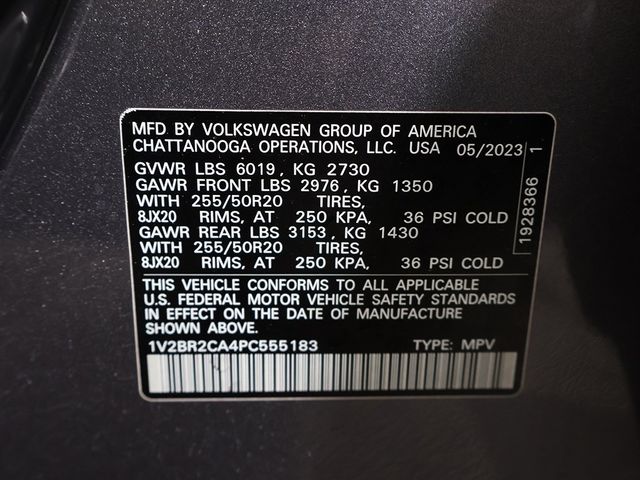 MFD BY VOLKSWAGEN GROUP OF AMERICA
CHATTANOOGA OPERATIONS, LLC. USA 05/2023
GVWR LBS 6019, KG 2730
GAWR FRONT LBS 2976, KG 1350
WITH 255/50R20 TIRES,
8JX20 RIMS, AT 250 KPA, 36 PSI COLD
GAWR REAR LBS 3153, KG 1430
WITH 255/50R20 TIRES,
8JX20 RIMS, AT 250 KPA, 36 PSI COLD
THIS VEHICLE CONFORMS TO ALL APPLICABLE
U.S. FEDERAL MOTOR VEHICLE SAFETY STANDARDS
IN EFFECT ON THE DATE OF MANUFACTURE
SHOWN ABOVE.
1V2BR2CA4PC555183 TYPE: MPV
1928366 1